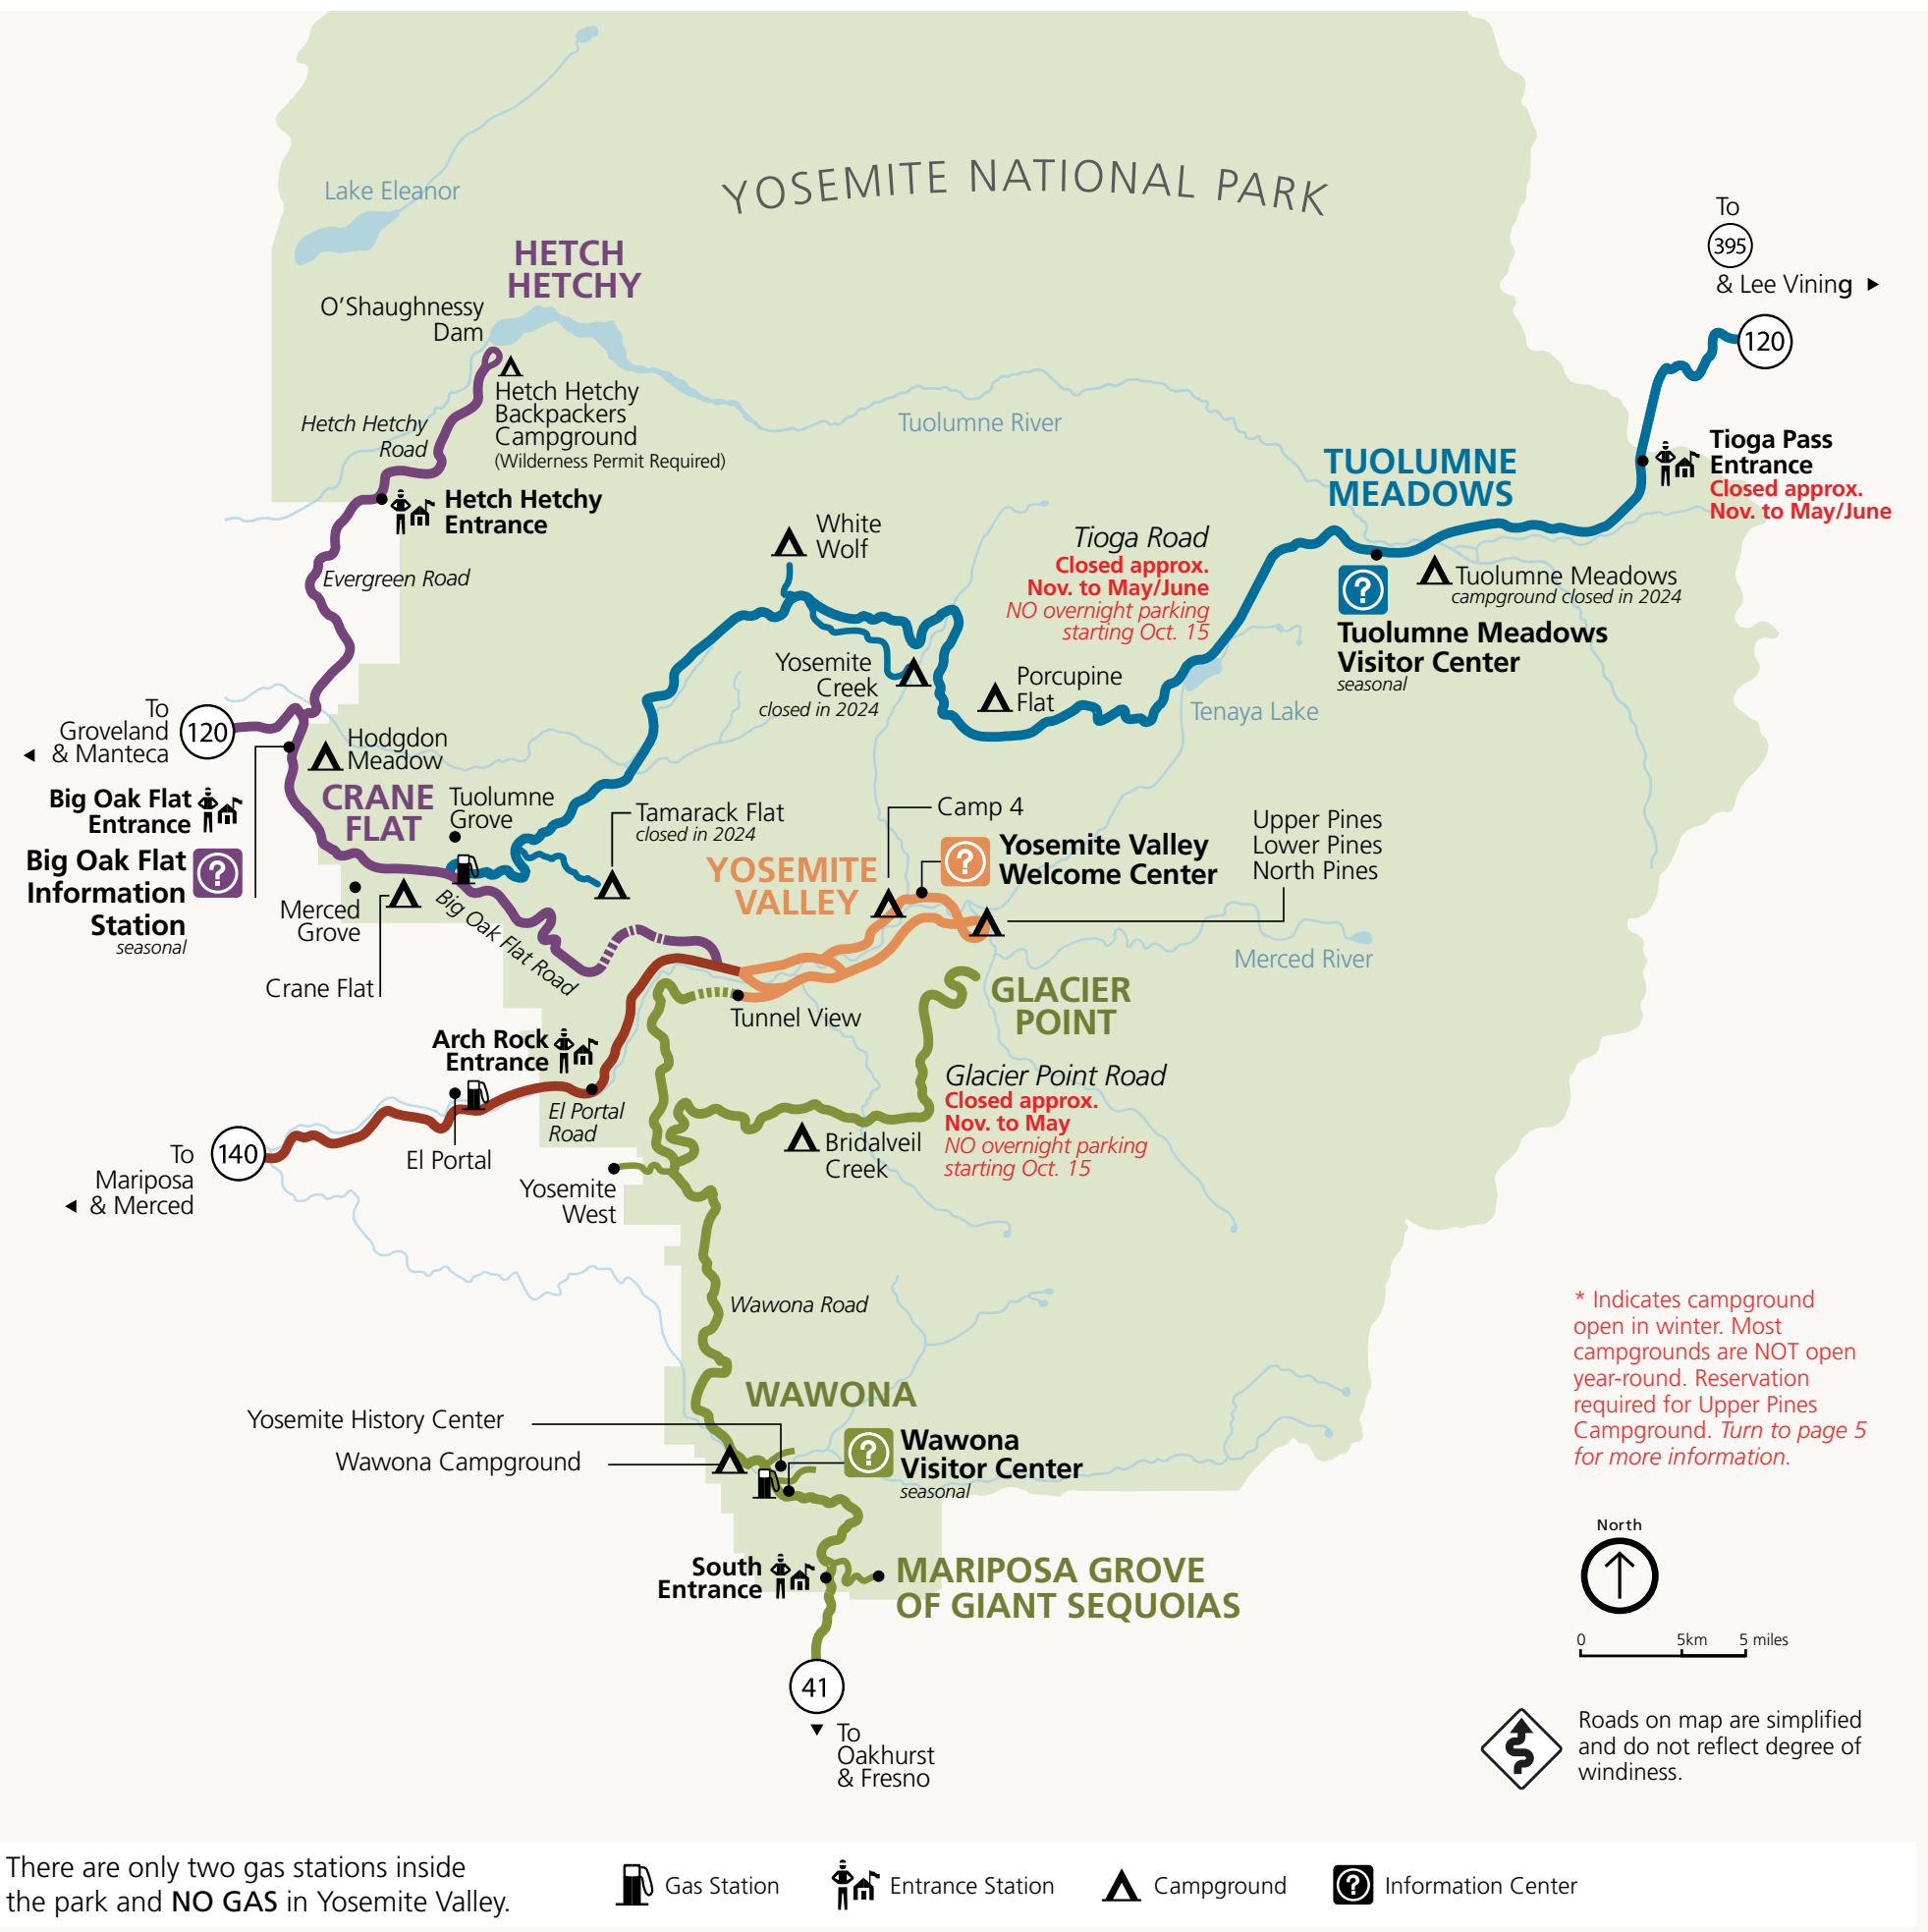 YOSEMITE NATIONAL PARK
Lake Eleanor
To
395
& Lee Vining
HETCH
HETCHY
O'Shaughnessy
Dam
120
Hetch Hetchy
Backpackers
Campground
(Wilderness Permit Required)
Hetch Hetchy
Road
Tuolumne River
Tioga Pass
Entrance
Closed approx.
Nov. to May/June
TUOLUMNE
MEADOWS
Hetch Hetchy
Entrance
White
Wolf
Tioga Road
Closed approx.
Nov. to May/June
NO overnight parking
starting Oct. 15
Evergreen Road
Tuolumne Meadows
campground closed in 2024
?
Tuolumne Meadows
Visitor Center
seasonal
Yosemite
Creek
closed in 2024
Porcupine
Flat
Tenaya Lake
To
Groveland
& Manteca
120
Hodgdon
Meadow
Big Oak Flat
Entrance
CRANE
FLAT
Tuolumne
Grove
Tamarack Flat
closed in 2024
Camp 4
Upper Pines
Lower Pines
North Pines
Big Oak Flat
Information
Station
seasonal
?
YOSEMITE
VALLEY
?
Yosemite Valley
Welcome Center
Merced
Grove
Big Oak Flat Road
Crane Flat
Merced River
Tunnel View
GLACIER
POINT
Arch Rock
Entrance
Glacier Point Road
Closed approx.
Nov. to May
NO overnight parking
starting Oct. 15
El Portal
Road
Bridalveil
Creek
To
Mariposa
& Merced
140
El Portal
Yosemite
West
Wawona Road
* Indicates campground
open in winter. Most
campgrounds are NOT open
year-round. Reservation
required for Upper Pines
Campground. Turn to page 5
for more information.
WAWONA
Yosemite History Center
Wawona Campground
?
Wawona
Visitor Center
seasonal
North
South
Entrance
MARIPOSA GROVE
OF GIANT SEQUOIAS
0 5km 5 miles
41
To
Oakhurst
& Fresno
Roads on map are simplified
and do not reflect degree of
windiness.
There are only two gas stations inside
the park and NO GAS in Yosemite Valley.
Gas Station
Entrance Station
Campground
?
Information Center